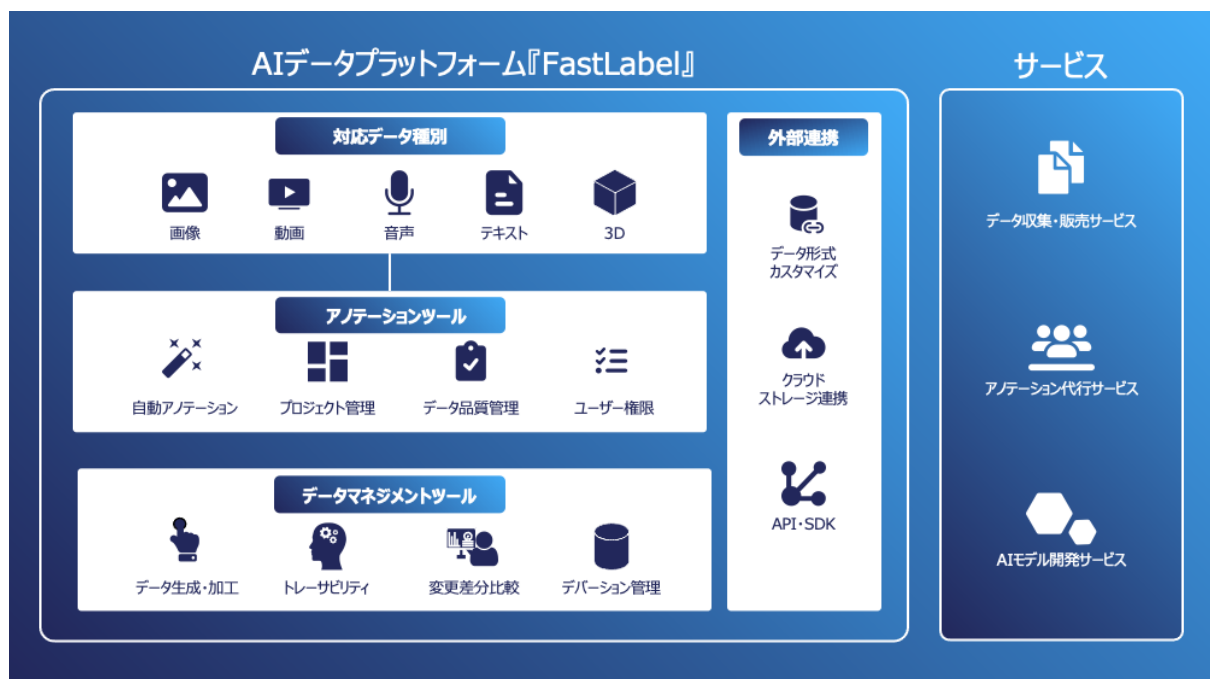 AIデータプラットフォーム『FastLabel』
対応データ種別
画像
動画
音声
テキスト
3D
アノテーションツール
自動アノテーション
プロジェクト管理
データ品質管理
ユーザー権限
データマネジメントツール
データ生成・加工
トレーサビリティ
変更差分比較
デバーション管理
外部連携
データ形式
カスタマイズ
クラウド
ストレージ連携
API・SDK
サービス
データ収集・販売サービス
アノテーション代行サービス
AIモデル開発サービス